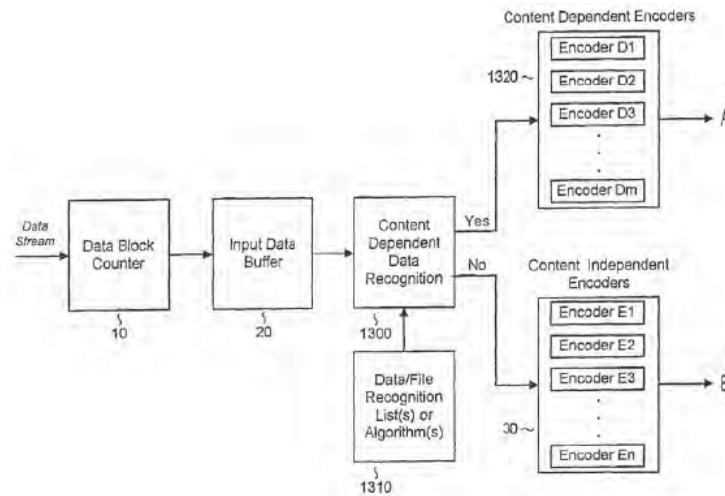 Content Dependent Encoders
Encoder D1
1320
Encoder D2
Encoder D3
Encoder Dm
A
Data
Stream
Data Block
Counter
10
Input Data
Buffer
20
Content
Dependent
Data
Recognition
1300
Yes
No
Data/File
Recognition
List(s) or
Algorithm(s)
1310
Content Independent
Encoders
Encoder E1
Encoder E2
Encoder E3
30
Encoder En
B